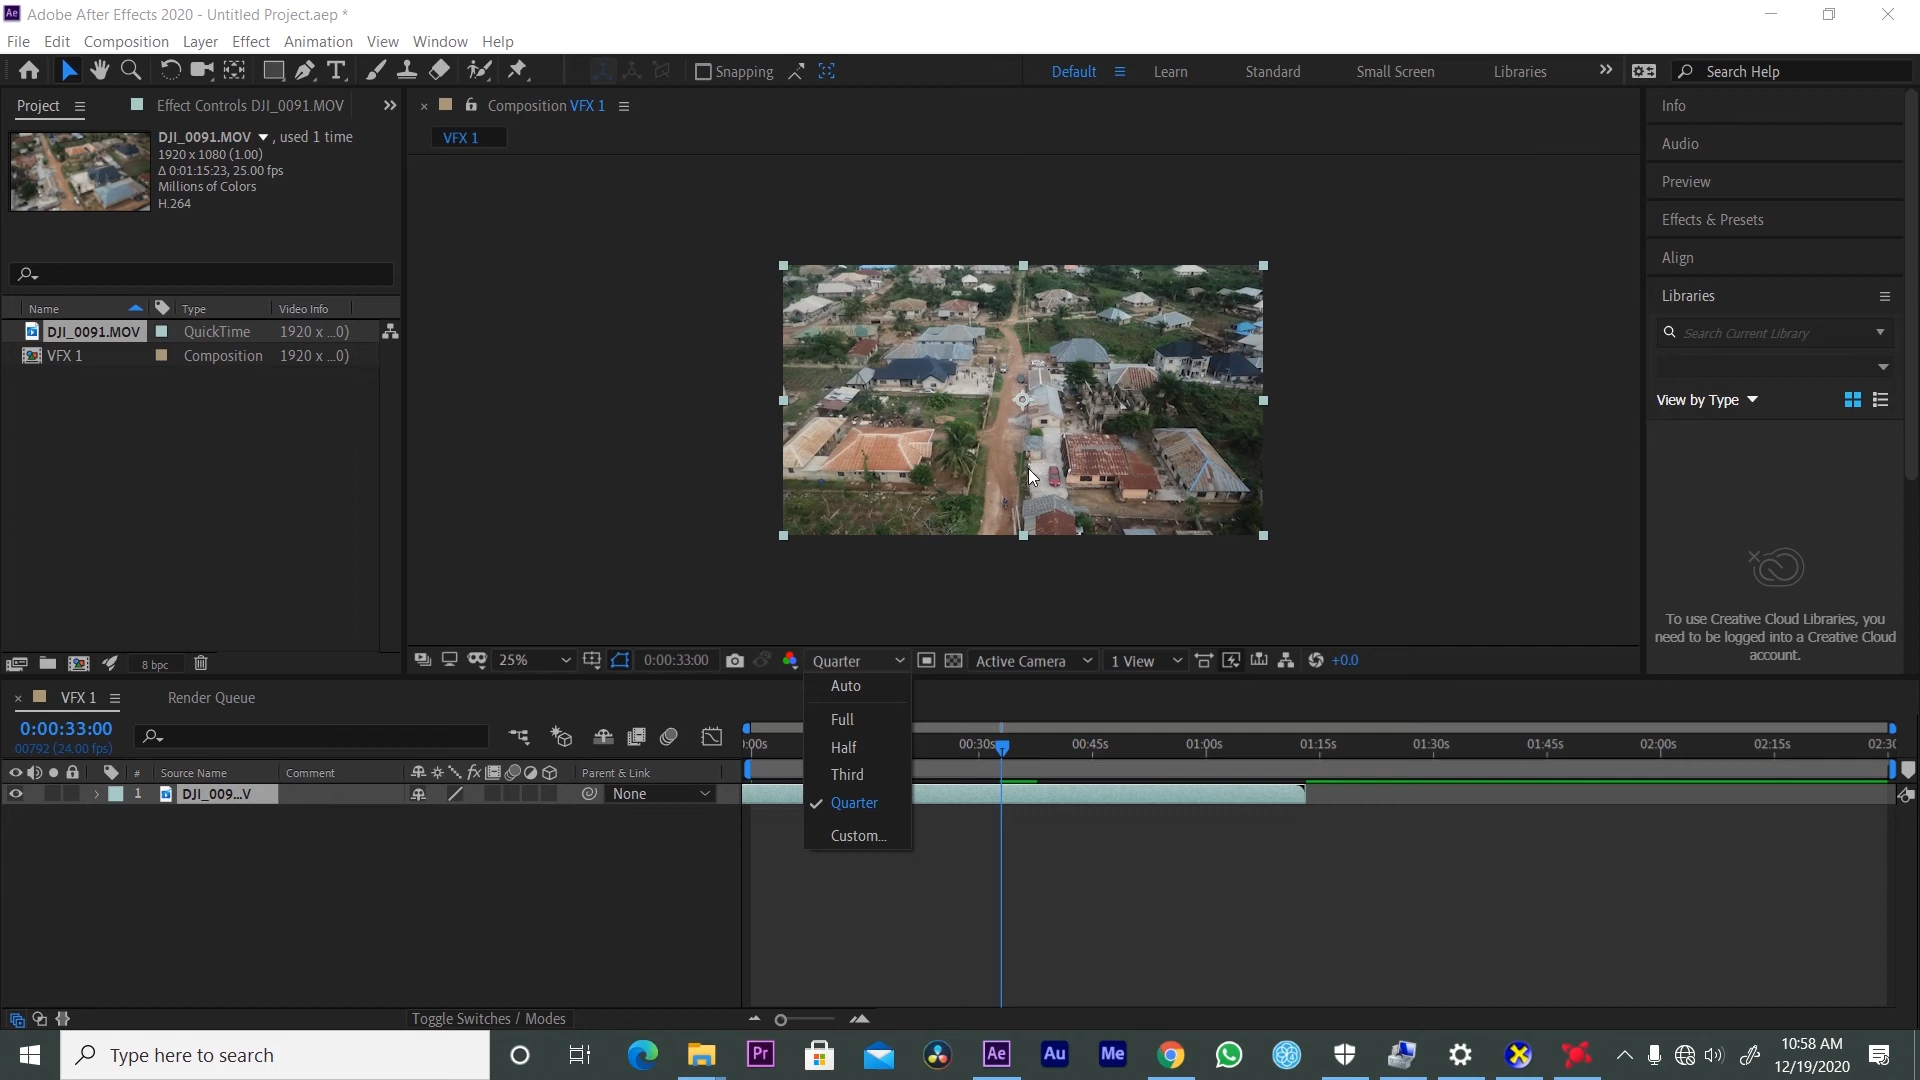 Ae Adobe After Effects 2020 - Untitled Project.aep *
File Edit Composition Layer Effect Animation View Window Help
Snapping Default Learn Standard Small Screen Libraries Search Help
Project Effect Controls DJI_0091.MOV
DJI_0091.MOV , used 1 time
1920 x 1080 (1.00)
Δ 0:01:15:23, 25.00 fps
Millions of Colors
H.264
Name Type Video Info
DJI_0091.MOV QuickTime 1920 x ...0)
VFX 1 Composition 1920 x ...0)
8 bpc
Composition VFX 1
VFX 1
25% 0:00:33:00 Quarter Active Camera 1 View +0.0
Auto
Full
Half
Third
Quarter
Custom...
Info
Audio
Preview
Effects & Presets
Align
Libraries
Search Current Library
View by Type
To use Creative Cloud Libraries, you
need to be logged into a Creative Cloud
account.
VFX 1 Render Queue
0:00:33:00
00792 (24.00 fps)
# Source Name Comment Parent & Link
1 DJI_009...V None
:00s 00:30s 00:45s 01:00s 01:15s 01:30s 01:45s 02:00s 02:15s 02:30
Toggle Switches / Modes
Type here to search
Pr Ae Au Me
10:58 AM
12/19/2020